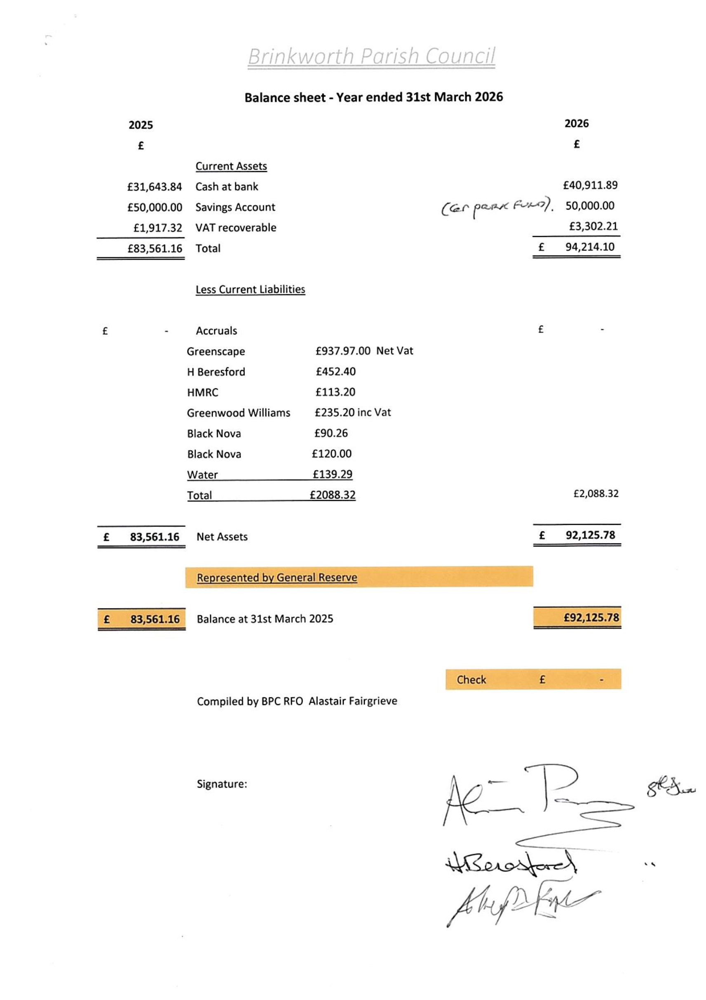 Brinkworth Parish Council
Balance sheet - Year ended 31st March 2026
2025 2026
£ £
Current Assets
£31,643.84 Cash at bank £40,911.89
£50,000.00 Savings Account (Car park FUND). 50,000.00
£1,917.32 VAT recoverable £3,302.21
£83,561.16 Total £ 94,214.10
Less Current Liabilities
£ - Accruals £ -
Greenscape £937.97.00 Net Vat
H Beresford £452.40
HMRC £113.20
Greenwood Williams £235.20 inc Vat
Black Nova £90.26
Black Nova £120.00
Water £139.29
Total £2088.32 £2,088.32
£ 83,561.16 Net Assets £ 92,125.78
Represented by General Reserve
£ 83,561.16 Balance at 31st March 2025 £92,125.78
Check £ -
Compiled by BPC RFO Alastair Fairgrieve
Signature:
8th
HBeresford "